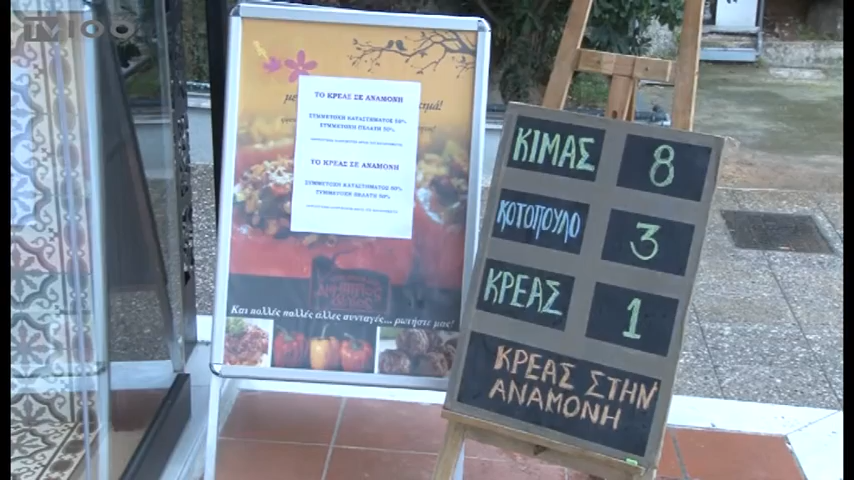 TV100
ΤΟ ΚΡΕΑΣ ΣΕ ΑΝΑΜΟΝΗ
ΣΥΜΜΕΤΟΧΗ ΚΑΤΑΣΤΗΜΑΤΟΣ 50%
ΣΥΜΜΕΤΟΧΗ ΠΕΛΑΤΗ 50%
ΤΟ ΚΡΕΑΣ ΣΕ ΑΝΑΜΟΝΗ
ΣΥΜΜΕΤΟΧΗ ΚΑΤΑΣΤΗΜΑΤΟΣ 50%
ΣΥΜΜΕΤΟΧΗ ΠΕΛΑΤΗ 50%
Και πολλές πολλές άλλες συνταγές... ρωτήστε μας!
ΚΙΜΑΣ 8
ΚΟΤΟΠΟΥΛΟ 3
ΚΡΕΑΣ 1
ΚΡΕΑΣ ΣΤΗΝ
ΑΝΑΜΟΝΗ